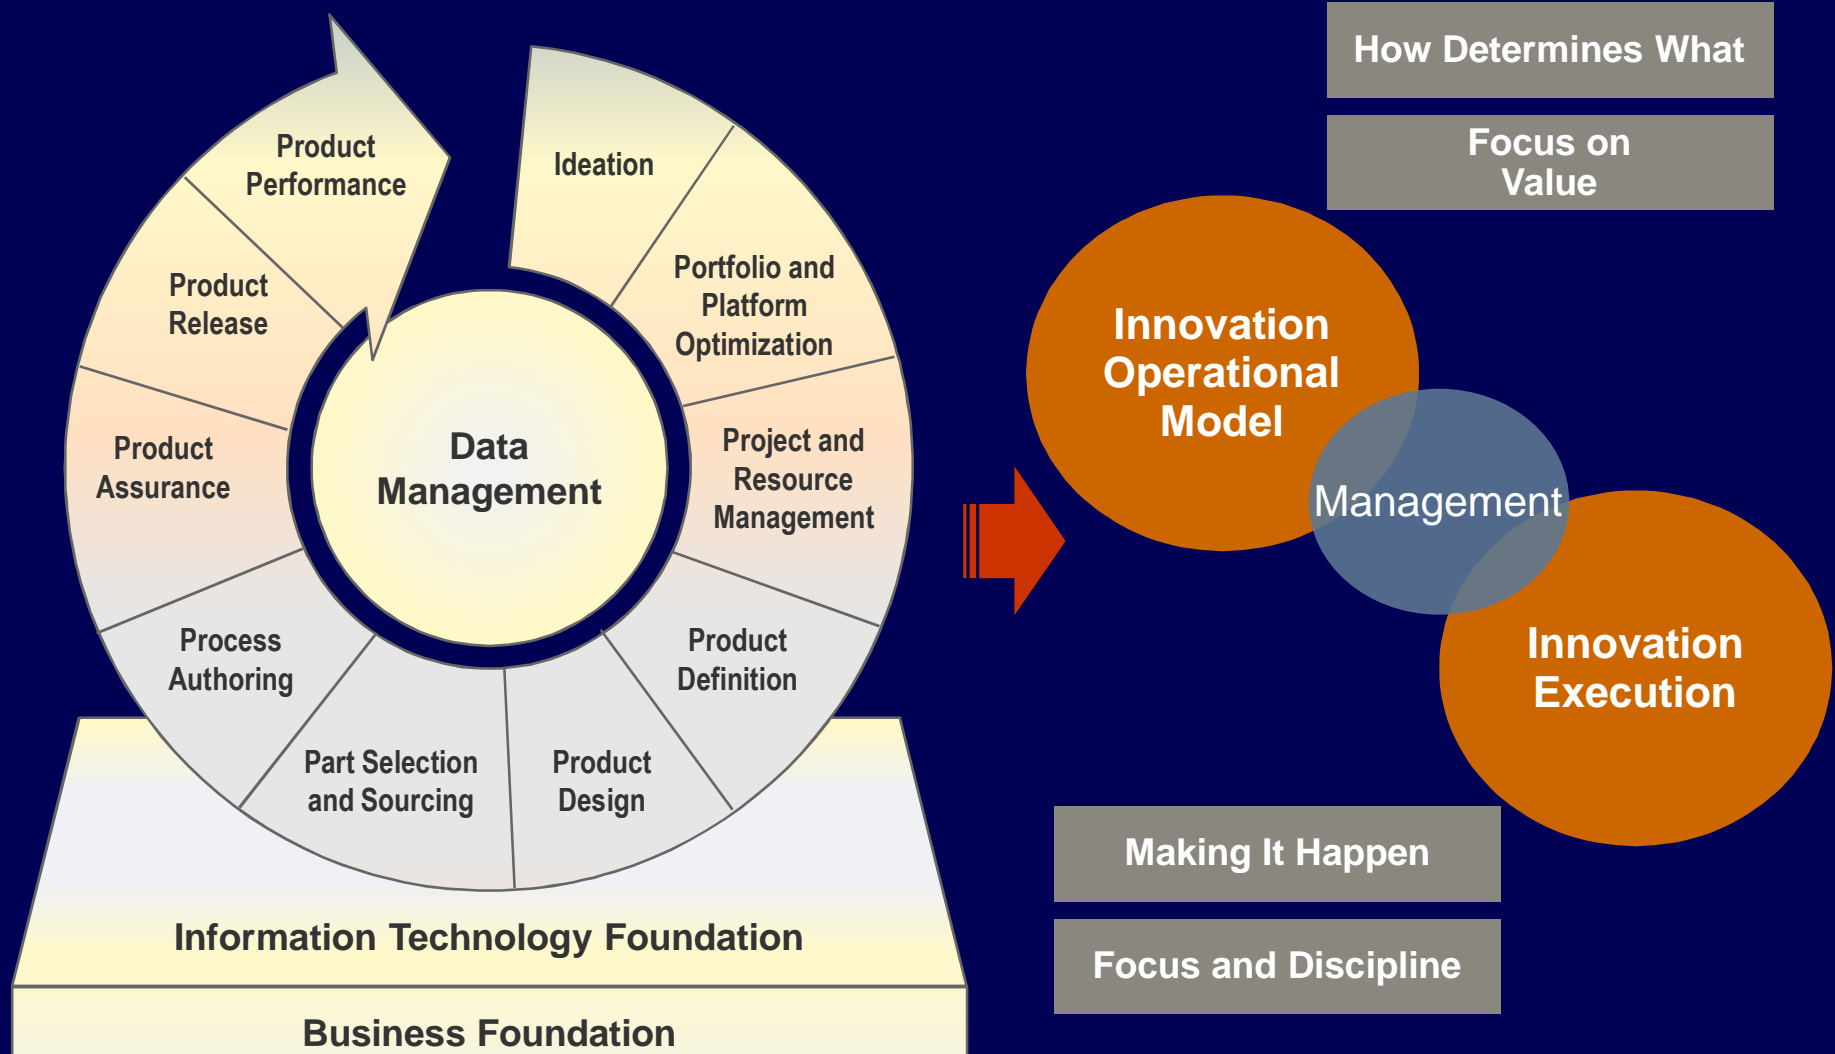 Ideation
Portfolio and
Platform
Optimization
Project and
Resource
Management
Product
Definition
Product
Design
Part Selection
and Sourcing
Process
Authoring
Product
Assurance
Product
Release
Product
Performance
Data
Management
Information Technology Foundation
Business Foundation
How Determines What
Focus on
Value
Innovation
Operational
Model
Management
Innovation
Execution
Making It Happen
Focus and Discipline